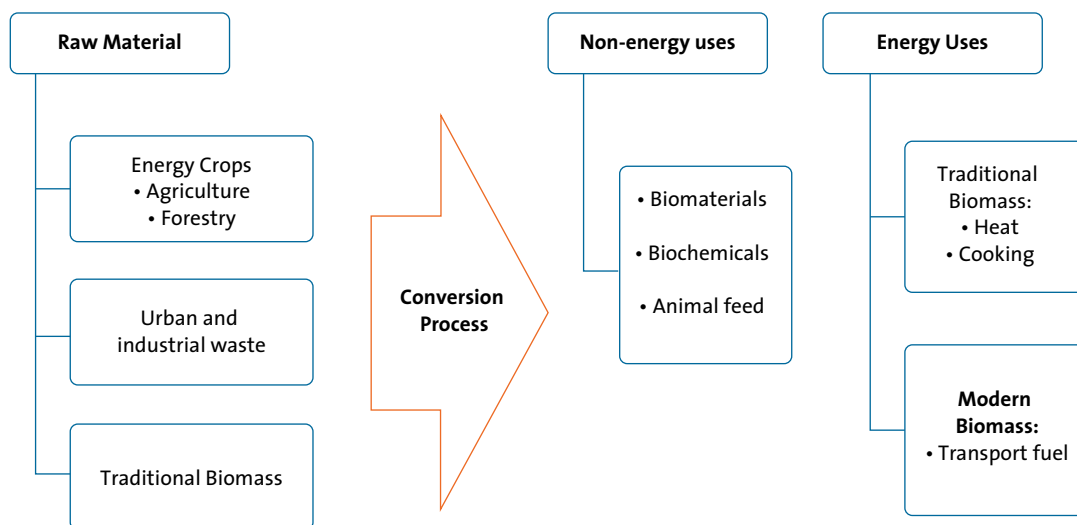 Raw Material
Energy Crops
• Agriculture
• Forestry
Urban and
industrial waste
Traditional Biomass
Conversion
Process
Non-energy uses
• Biomaterials
• Biochemicals
• Animal feed
Energy Uses
Traditional
Biomass:
• Heat
• Cooking
Modern
Biomass:
• Transport fuel